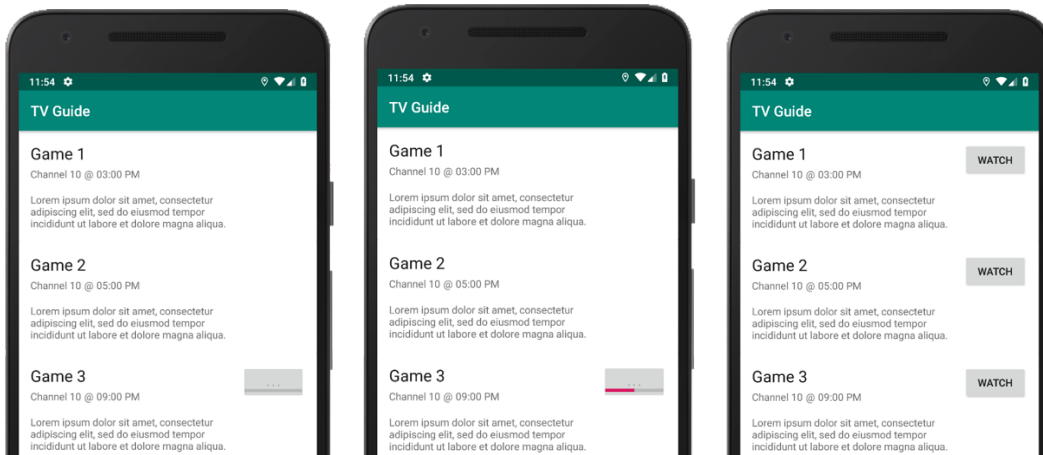 11:54
TV Guide
Game 1
Channel 10 @ 03:00 PM
Lorem ipsum dolor sit amet, consectetur
adipiscing elit, sed do eiusmod tempor
incididunt ut labore et dolore magna aliqua.
Game 2
Channel 10 @ 05:00 PM
Lorem ipsum dolor sit amet, consectetur
adipiscing elit, sed do eiusmod tempor
incididunt ut labore et dolore magna aliqua.
Game 3
...
Channel 10 @ 09:00 PM
Lorem ipsum dolor sit amet, consectetur
adipiscing elit, sed do eiusmod tempor
incididunt ut labore et dolore magna aliqua.
11:54
TV Guide
Game 1
Channel 10 @ 03:00 PM
Lorem ipsum dolor sit amet, consectetur
adipiscing elit, sed do eiusmod tempor
incididunt ut labore et dolore magna aliqua.
Game 2
Channel 10 @ 05:00 PM
Lorem ipsum dolor sit amet, consectetur
adipiscing elit, sed do eiusmod tempor
incididunt ut labore et dolore magna aliqua.
Game 3
...
Channel 10 @ 09:00 PM
Lorem ipsum dolor sit amet, consectetur
adipiscing elit, sed do eiusmod tempor
incididunt ut labore et dolore magna aliqua.
11:54
TV Guide
Game 1
WATCH
Channel 10 @ 03:00 PM
Lorem ipsum dolor sit amet, consectetur
adipiscing elit, sed do eiusmod tempor
incididunt ut labore et dolore magna aliqua.
Game 2
WATCH
Channel 10 @ 05:00 PM
Lorem ipsum dolor sit amet, consectetur
adipiscing elit, sed do eiusmod tempor
incididunt ut labore et dolore magna aliqua.
Game 3
WATCH
Channel 10 @ 09:00 PM
Lorem ipsum dolor sit amet, consectetur
adipiscing elit, sed do eiusmod tempor
incididunt ut labore et dolore magna aliqua.